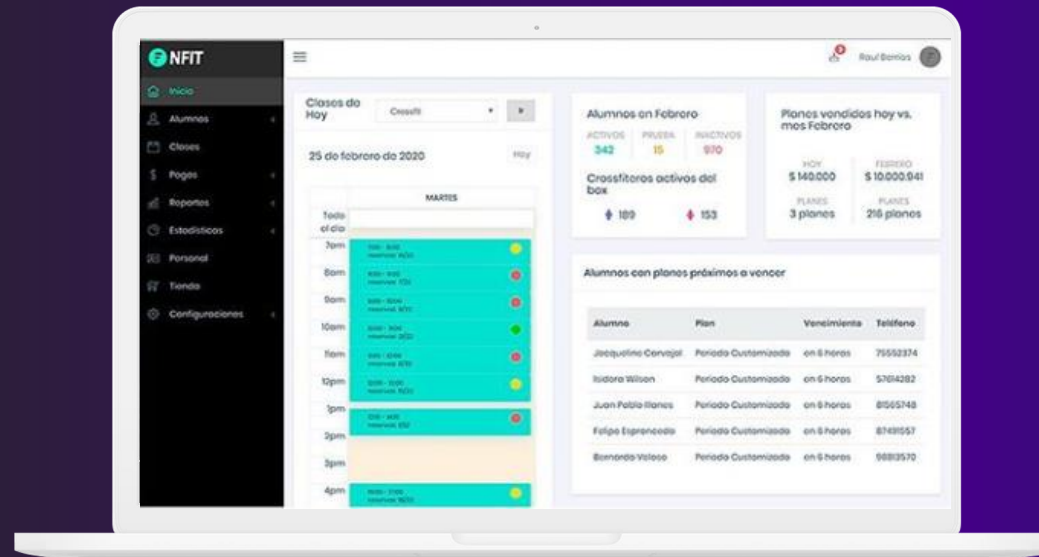 NFIT
Raul Barrios
Inicio
Alumnos
Clases
Pagos
Reportes
Estadísticas
Personal
Tienda
Configuraciones
Clases de
Hoy
Crossfit
25 de febrero de 2020
Hoy
MARTES
Todo
el día
7am
8am
9am
10am
11am
12pm
1pm
2pm
3pm
4pm
Alumnos en Febrero
ACTIVOS PRUEBA INACTIVOS
342 15 970
Crossfiteros activos del
box
189 153
Planes vendidos hoy vs.
mes Febrero
HOY FEBRERO
$ 140.000 $ 10.000.941
PLANES PLANES
3 planes 216 planes
Alumnos con planes próximos a vencer
Alumno Plan Vencimiento Teléfono
Jacqueline Carvajal Periodo Customizado en 6 horas 75552374
Isidora Wilson Periodo Customizado en 6 horas 57614282
Juan Pablo Illanes Periodo Customizado en 6 horas 81565748
Felipe Periodo Customizado en 6 horas 87491557
Bernardo Veloso Periodo Customizado en 6 horas 98813570